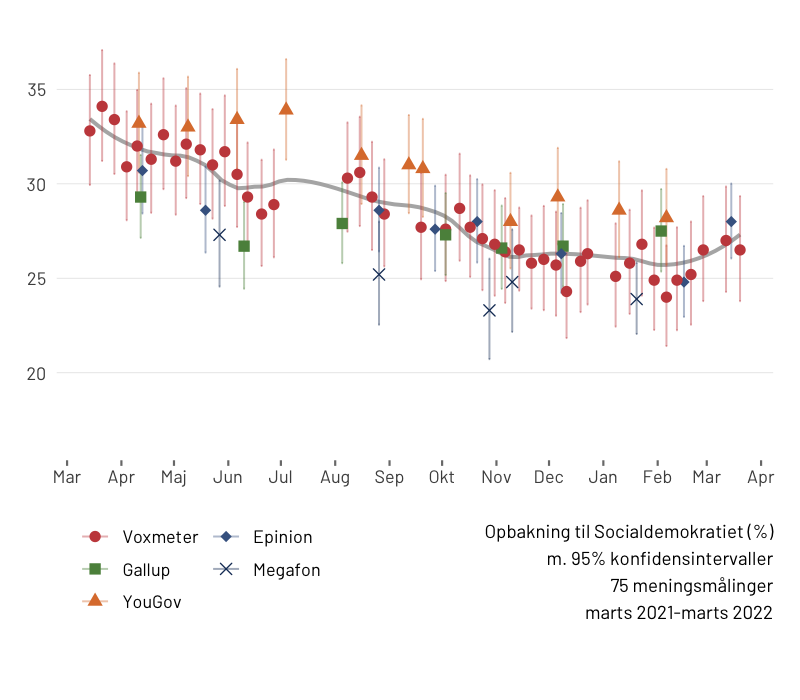 35
30
25
20
Mar Apr Maj Jun Jul Aug Sep Okt Nov Dec Jan Feb Mar Apr
Voxmeter Epinion
Gallup Megafon
YouGov
Opbakning til Socialdemokratiet (%)
m. 95% konfidensintervaller
75 meningsmålinger
marts 2021-marts 2022